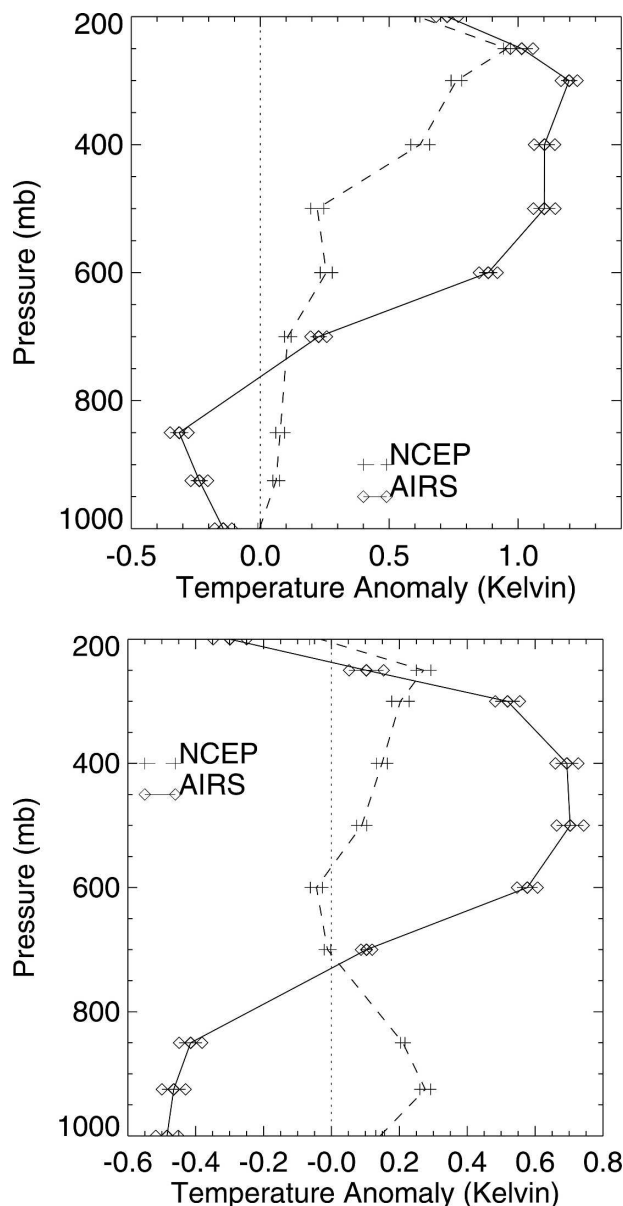 200
400
600
800
1000
Pressure (mb)
NCEP
AIRS
-0.5 0.0 0.5 1.0
Temperature Anomaly (Kelvin)
200
400
600
800
1000
Pressure (mb)
NCEP
AIRS
-0.6 -0.4 -0.2 -0.0 0.2 0.4 0.6 0.8
Temperature Anomaly (Kelvin)